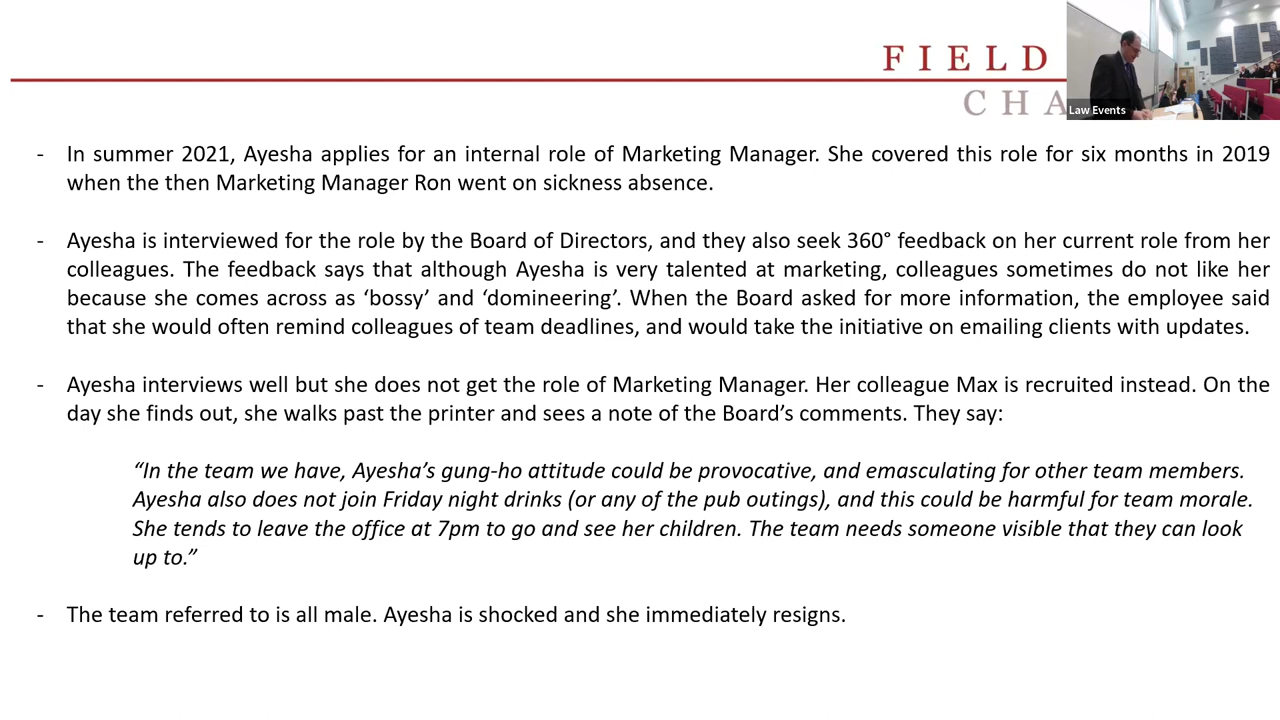 FIELD
CHA
Law Events
- In summer 2021, Ayesha applies for an internal role of Marketing Manager. She covered this role for six months in 2019
when the then Marketing Manager Ron went on sickness absence.
- Ayesha is interviewed for the role by the Board of Directors, and they also seek 360° feedback on her current role from her
colleagues. The feedback says that although Ayesha is very talented at marketing, colleagues sometimes do not like her
because she comes across as ‘bossy’ and ‘domineering’. When the Board asked for more information, the employee said
that she would often remind colleagues of team deadlines, and would take the initiative on emailing clients with updates.
- Ayesha interviews well but she does not get the role of Marketing Manager. Her colleague Max is recruited instead. On the
day she finds out, she walks past the printer and sees a note of the Board’s comments. They say:
“In the team we have, Ayesha’s gung-ho attitude could be provocative, and emasculating for other team members.
Ayesha also does not join Friday night drinks (or any of the pub outings), and this could be harmful for team morale.
She tends to leave the office at 7pm to go and see her children. The team needs someone visible that they can look
up to.”
- The team referred to is all male. Ayesha is shocked and she immediately resigns.